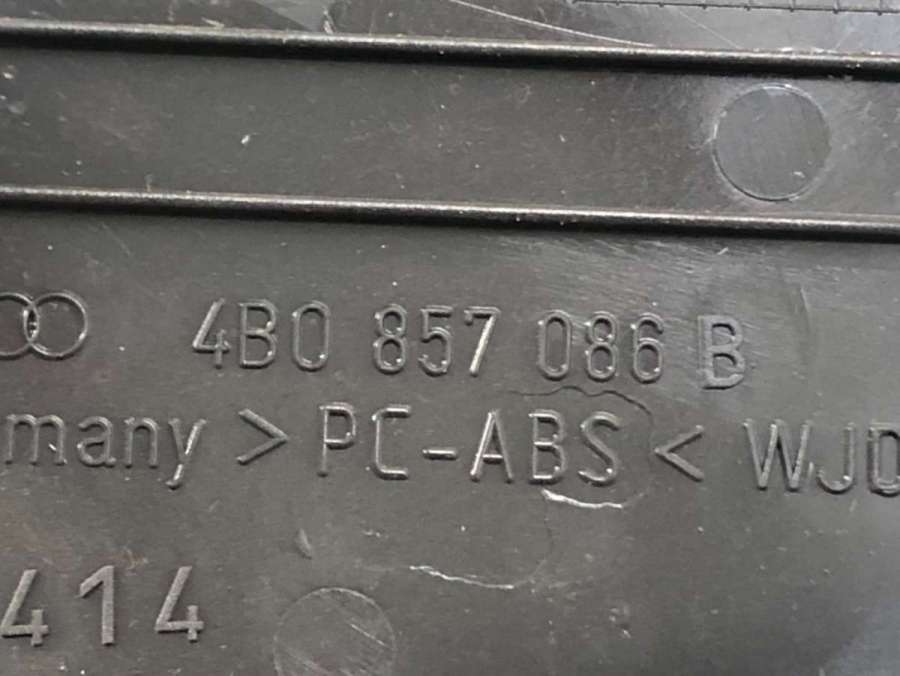 4B0 857 086 B
many >PC-ABS< WJD
414